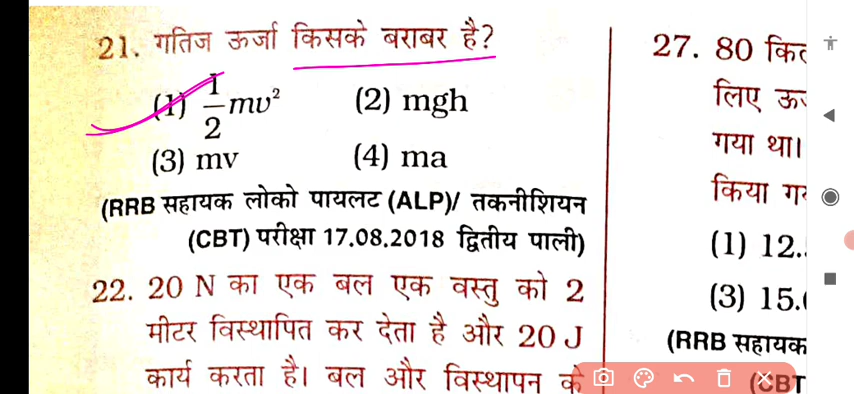 21. गतिज ऊर्जा किसके बराबर है?
(1) 1/2 mv² (2) mgh
(3) mv (4) ma
(RRB सहायक लोको पायलट (ALP)/ तकनीशियन
(CBT) परीक्षा 17.08.2018 द्वितीय पाली)
22. 20 N का एक बल एक वस्तु को 2
मीटर विस्थापित कर देता है और 20 J
कार्य करता है। बल और विस्थापन के
27. 80
लिए
गया था।
किया
(1) 12.
(3) 15.
(RRB सहायक
(CBT